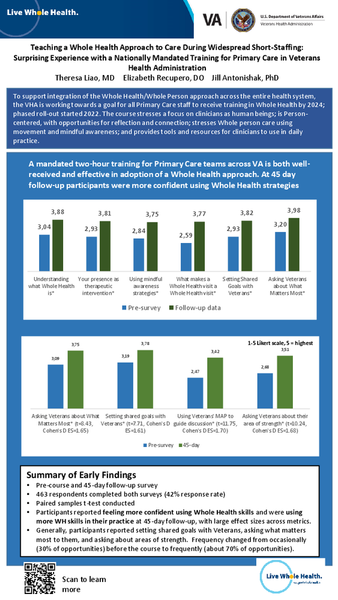 Live Whole Health.
VA
U.S. Department of Veterans Affairs
Veterans Health Administration
Teaching a Whole Health Approach to Care During Widespread Short-Staffing:
Surprising Experience with a Nationally Mandated Training for Primary Care in Veterans
Health Administration
Theresa Liao, MD Elizabeth Recupero, DO Jill Antonishak, PhD
To support integration of the Whole Health/Whole Person approach across the entire health system,
the VHA is working towards a goal for all Primary Care staff to receive training in Whole Health by 2024;
phased roll-out started 2022. The course stresses a focus on clinicians as human beings; is Person-
centered, with opportunities for reflection and connection; stresses Whole person care using
movement and mindful awareness; and provides tools and resources for clinicians to use in daily
practice.
A mandated two-hour training for Primary Care teams across VA is both well-
received and effective in adoption of a Whole Health approach. At 45 day
follow-up participants were more confident using Whole Health strategies
3,04 3,88 2,93 3,81 2,84 3,75 2,59 3,77 2,93 3,82 3,20 3,98
Understanding what Whole Health is*
Your presence as therapeutic intervention*
Using mindful awareness strategies*
What makes a Whole Health visit a Whole Health visit*
Setting Shared Goals with Veterans*
Asking Veterans about What Matters Most*
Pre-survey Follow-up data
1-5 Likert scale, 5 = highest
3,75 3,78 3,62
Asking Veterans about What Matters Most* (t=8.43, Cohen's D ES=1.65)
Setting shared goals with Veterans* (t=7.71, Cohen's D ES=1.61)
Using Veterans' MAP to guide discussion* (t=11.75, Cohen's D ES=1.70)
Asking Veterans about their area of strength* (t=10.24, Cohen's D ES=1.68)
Pre-survey 45-day
Summary of Early Findings
• Pre-course and 45-day follow-up survey
• 463 respondents completed both surveys (42% response rate)
• Paired samples t-test conducted
• Participants reported feeling more confident using Whole Health skills and were using
more WH skills in their practice at 45-day follow-up, with large effect sizes across metrics.
• Generally, participants reported setting shared goals with Veterans, asking what matters
most to them, and asking about areas of strength. Frequency changed from occasionally
(30% of opportunities) before the course to frequently (about 70% of opportunities).
Scan to learn
more
Live Whole Health.